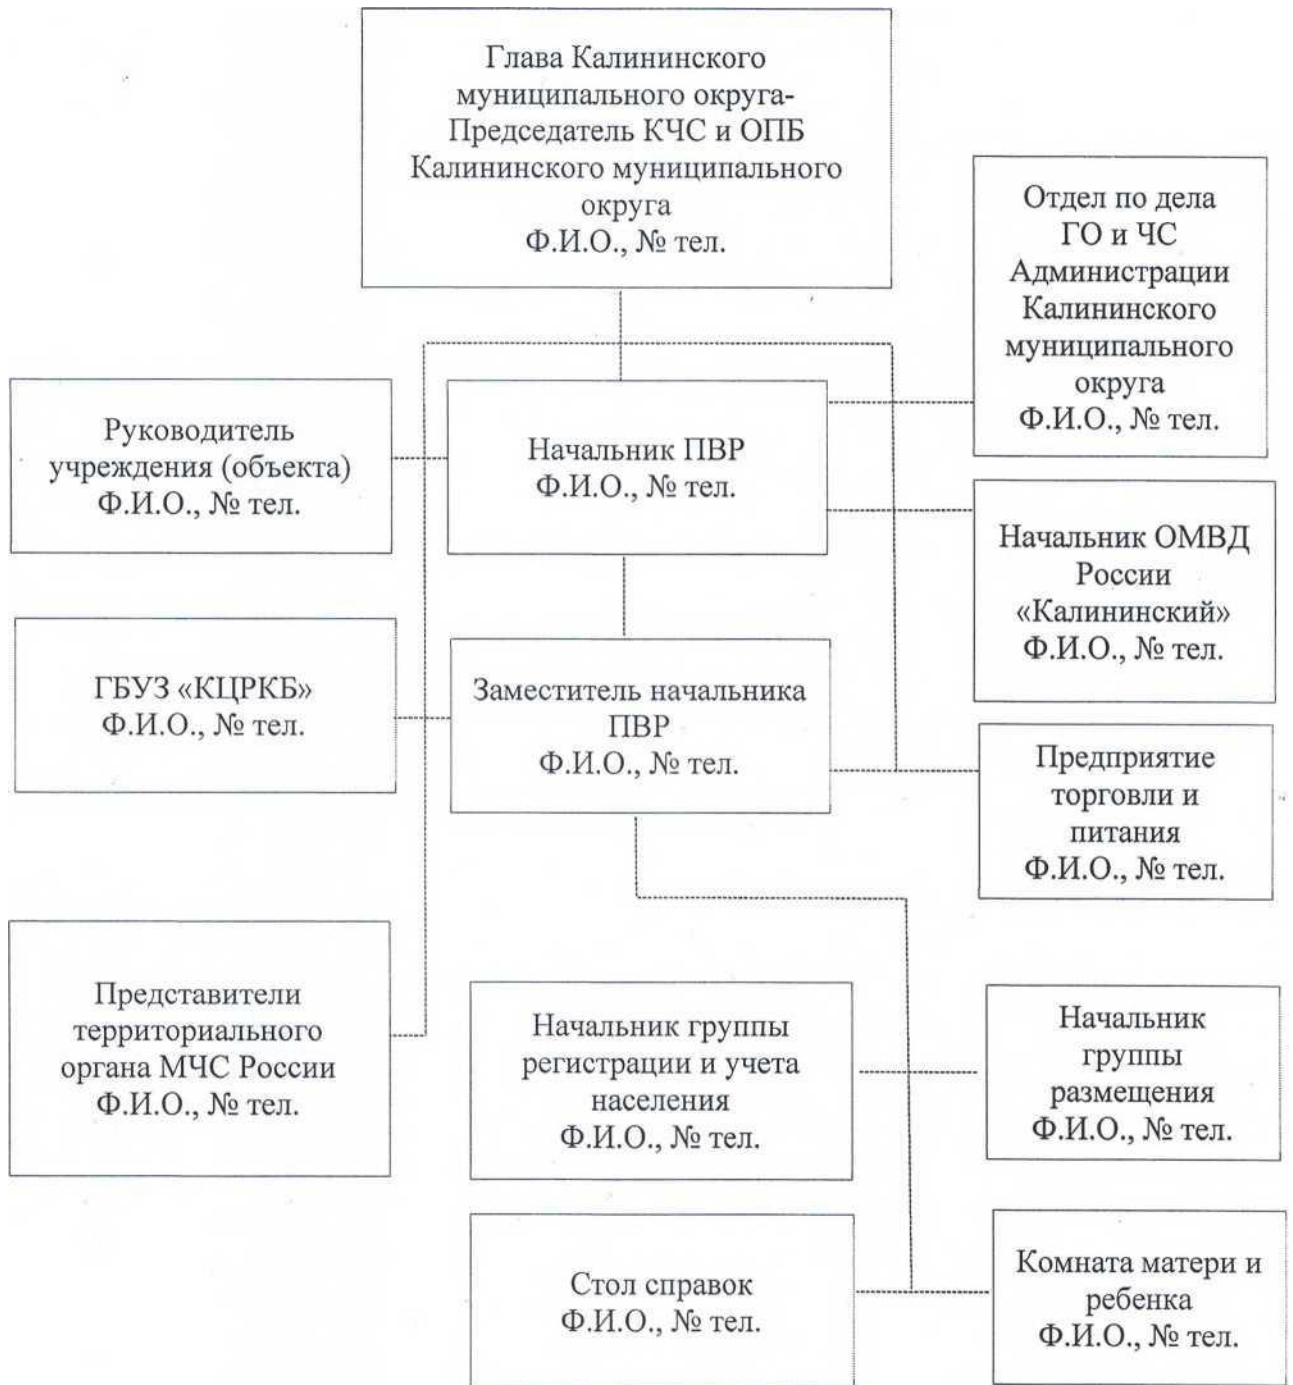 Глава Калининского
муниципального округа-
Председатель КЧС и ОПБ
Калининского муниципального
округа
Ф.И.О., № тел.
Отдел по дела
ГО и ЧС
Администрации
Калининского
муниципального
округа
Ф.И.О., № тел.
Руководитель
учреждения (объекта)
Ф.И.О., № тел.
Начальник ПВР
Ф.И.О., № тел.
Начальник ОМВД
России
«Калининский»
Ф.И.О., № тел.
ГБУЗ «КЦРКБ»
Ф.И.О., № тел.
Заместитель начальника
ПВР
Ф.И.О., № тел.
Предприятие
торговли и
питания
Ф.И.О., № тел.
Представители
территориального
органа МЧС России
Ф.И.О., № тел.
Начальник группы
регистрации и учета
населения
Ф.И.О., № тел.
Начальник
группы
размещения
Ф.И.О., № тел.
Стол справок
Ф.И.О., № тел.
Комната матери и
ребенка
Ф.И.О., № тел.